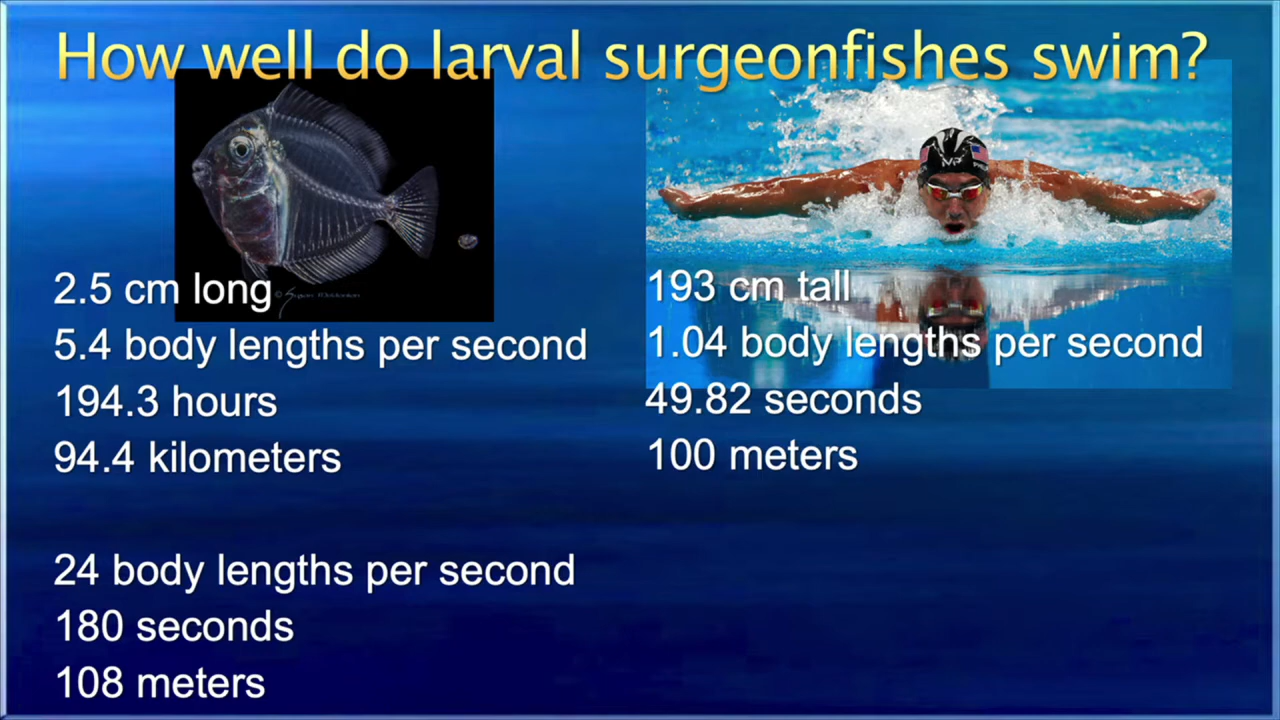 How well do larval surgeonfishes swim?
2.5 cm long
5.4 body lengths per second
194.3 hours
94.4 kilometers
24 body lengths per second
180 seconds
108 meters
MP
193 cm tall
1.04 body lengths per second
49.82 seconds
100 meters